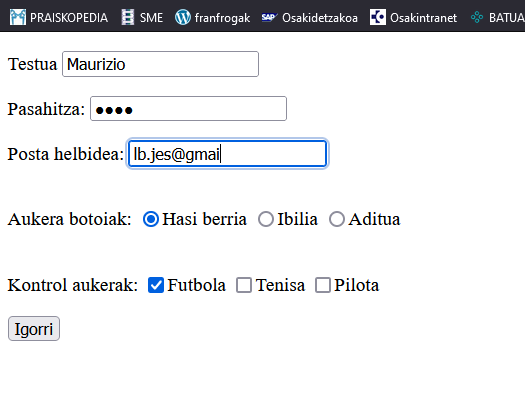 PRAISKOPEDIA SME franfrogak SAP Osakidetzakoa Osakintranet BATUA
Testua Maurizio
Pasahitza: ●●●●
Posta helbidea: lb.jes@gmai
Aukera botoiak: Hasi berria Ibilia Aditua
Kontrol aukerak: Futbola Tenisa Pilota
Igorri